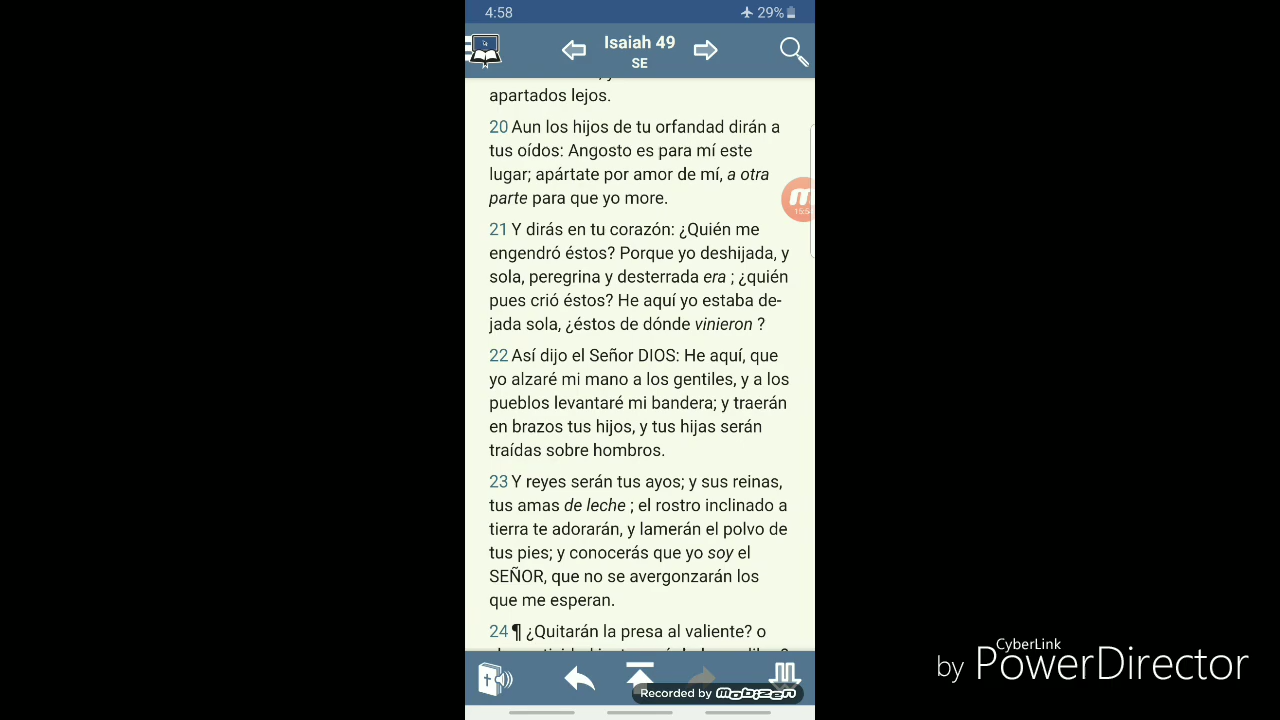 4:58
29%
Isaiah 49
SE
apartados lejos.
20 Aun los hijos de tu orfandad dirán a
tus oídos: Angosto es para mí este
lugar; apártate por amor de mí, a otra
parte para que yo more.
21 Y dirás en tu corazón: ¿Quién me
engendró éstos? Porque yo deshijada, y
sola, peregrina y desterrada era ; ¿quién
pues crió éstos? He aquí yo estaba de-
jada sola, ¿éstos de dónde vinieron ?
22 Así dijo el Señor DIOS: He aquí, que
yo alzaré mi mano a los gentiles, y a los
pueblos levantaré mi bandera; y traerán
en brazos tus hijos, y tus hijas serán
traídas sobre hombros.
23 Y reyes serán tus ayos; y sus reinas,
tus amas de leche ; el rostro inclinado a
tierra te adorarán, y lamerán el polvo de
tus pies; y conocerás que yo soy el
SEÑOR, que no se avergonzarán los
que me esperan.
24 ¶ ¿Quitarán la presa al valiente? o
Recorded by mobizen
CyberLink
by PowerDirector